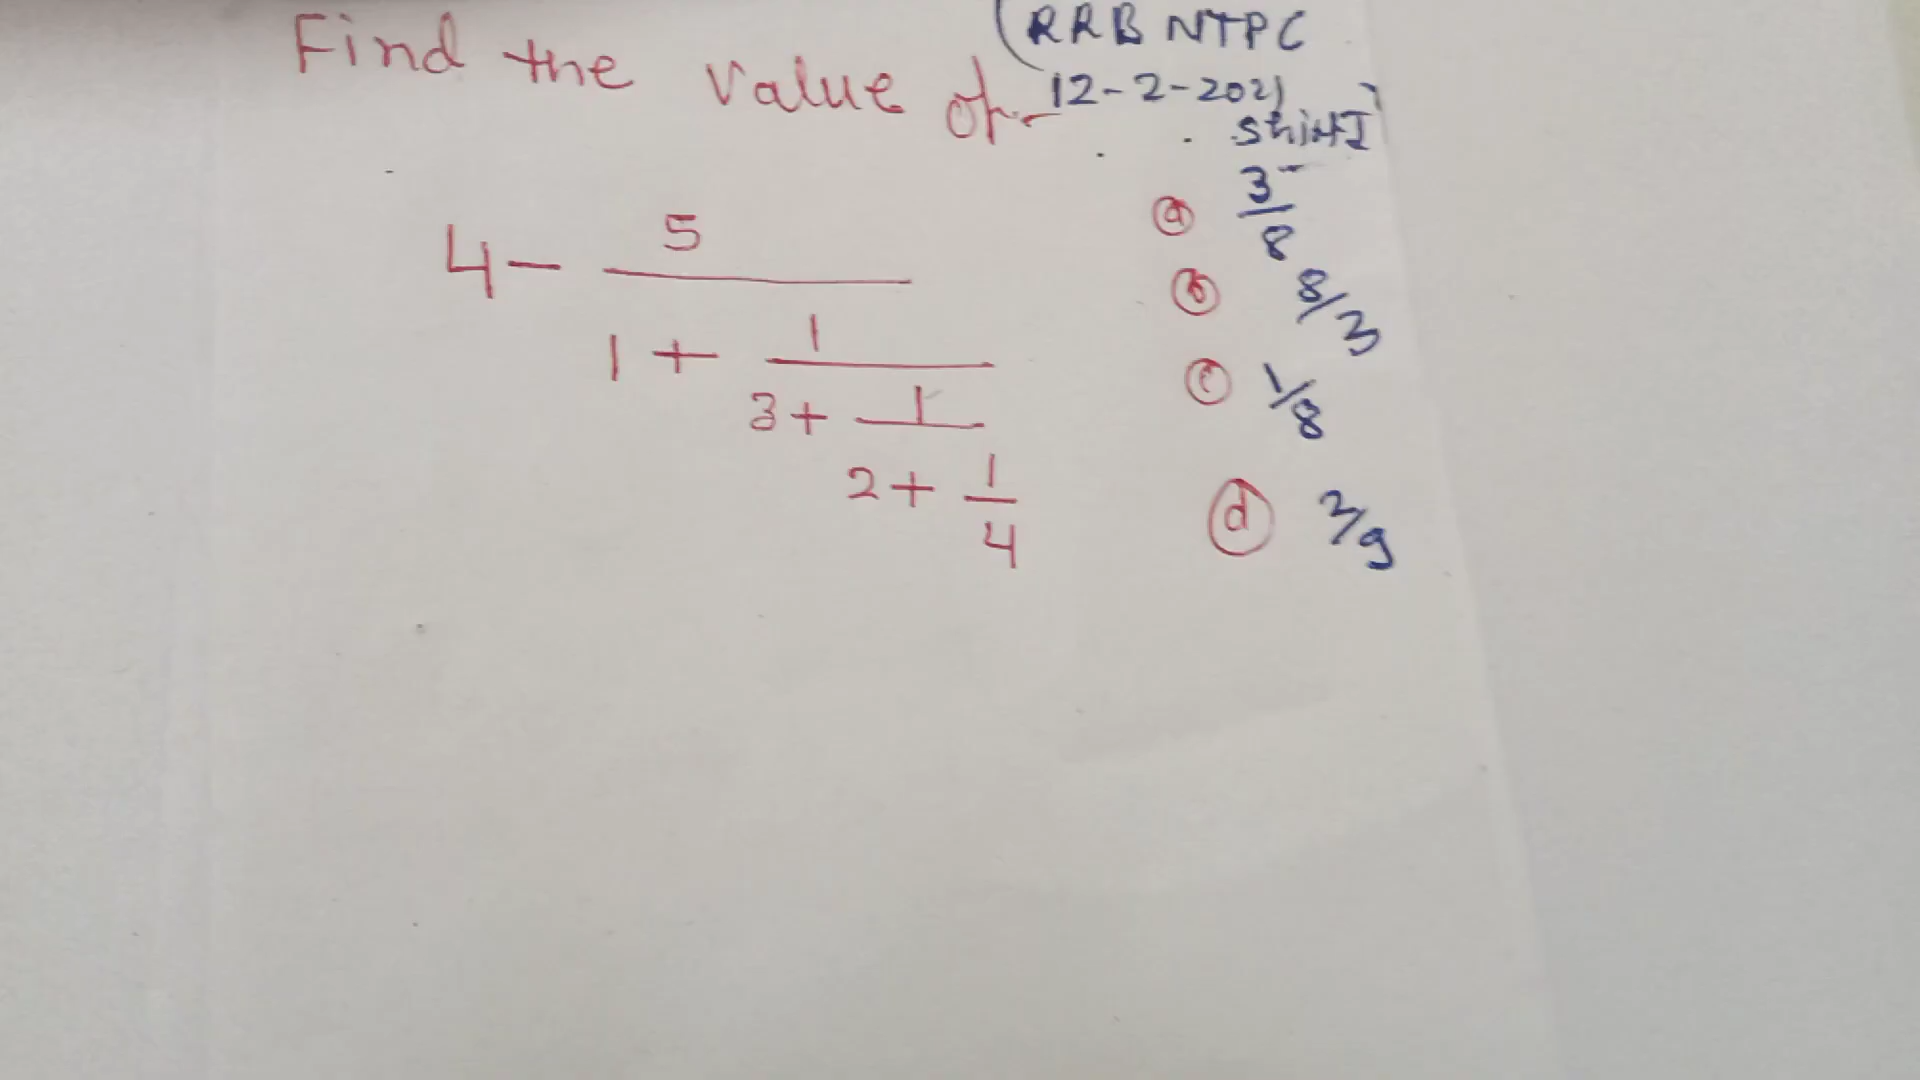 Find the value of
(RRB NTPC
12-2-2021
Shift I)
4 - 5
1 + 1
3 + 1
2 + 1
4
(a) 3/8
(b) 8/3
(c) 1/8
(d) 2/9